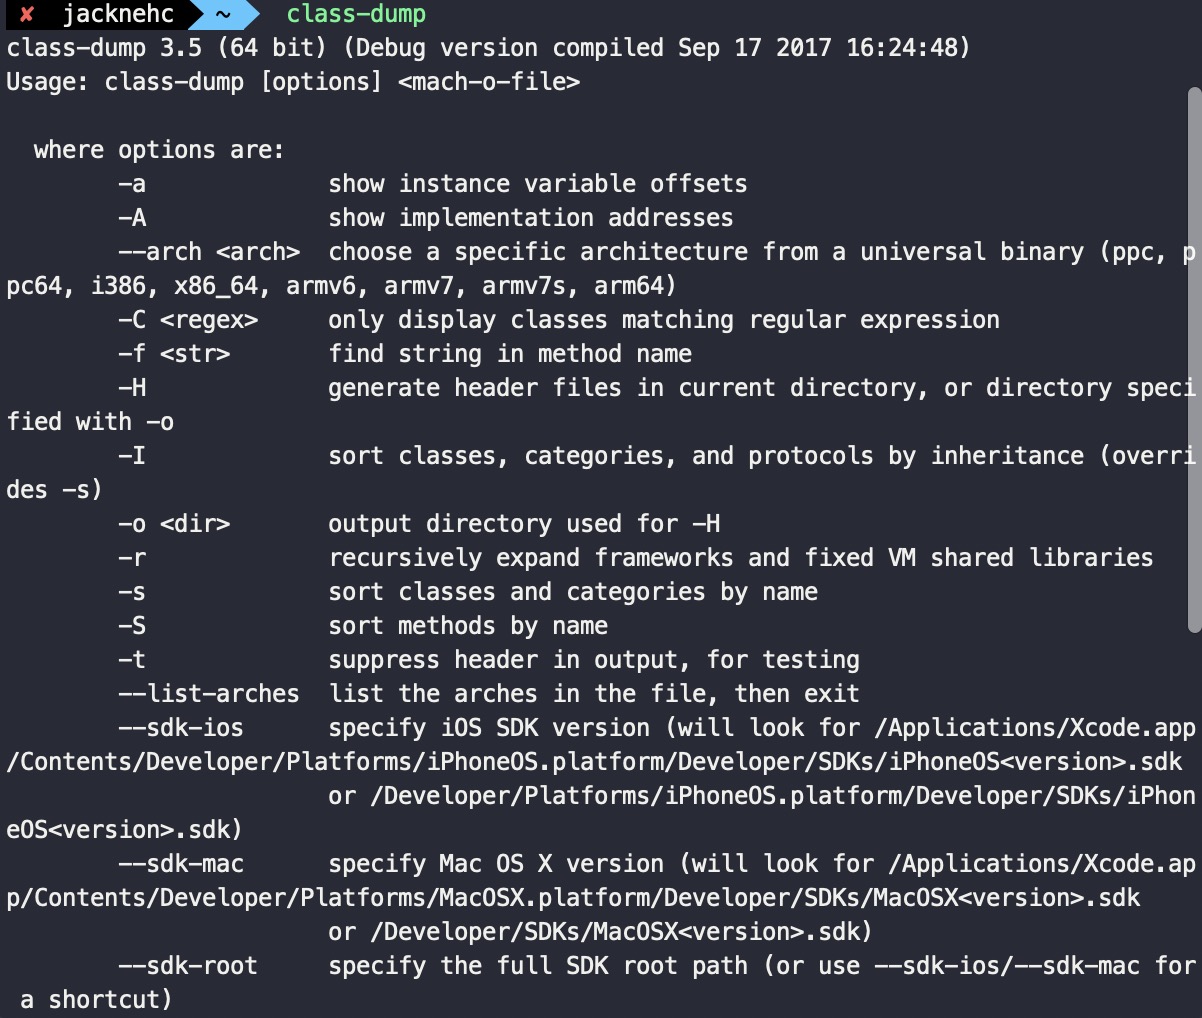 ✘ jacknehc ~ class-dump
class-dump 3.5 (64 bit) (Debug version compiled Sep 17 2017 16:24:48)
Usage: class-dump [options] <mach-o-file>
where options are:
-a show instance variable offsets
-A show implementation addresses
--arch <arch> choose a specific architecture from a universal binary (ppc, p
pc64, i386, x86_64, armv6, armv7, armv7s, arm64)
-C <regex> only display classes matching regular expression
-f <str> find string in method name
-H generate header files in current directory, or directory speci
fied with -o
-I sort classes, categories, and protocols by inheritance (overri
des -s)
-o <dir> output directory used for -H
-r recursively expand frameworks and fixed VM shared libraries
-s sort classes and categories by name
-S sort methods by name
-t suppress header in output, for testing
--list-arches list the arches in the file, then exit
--sdk-ios specify iOS SDK version (will look for /Applications/Xcode.app
/Contents/Developer/Platforms/iPhoneOS.platform/Developer/SDKs/iPhoneOS<version>.sdk
or /Developer/Platforms/iPhoneOS.platform/Developer/SDKs/iPhon
eOS<version>.sdk)
--sdk-mac specify Mac OS X version (will look for /Applications/Xcode.ap
p/Contents/Developer/Platforms/MacOSX.platform/Developer/SDKs/MacOSX<version>.sdk
or /Developer/SDKs/MacOSX<version>.sdk)
--sdk-root specify the full SDK root path (or use --sdk-ios/--sdk-mac for
a shortcut)